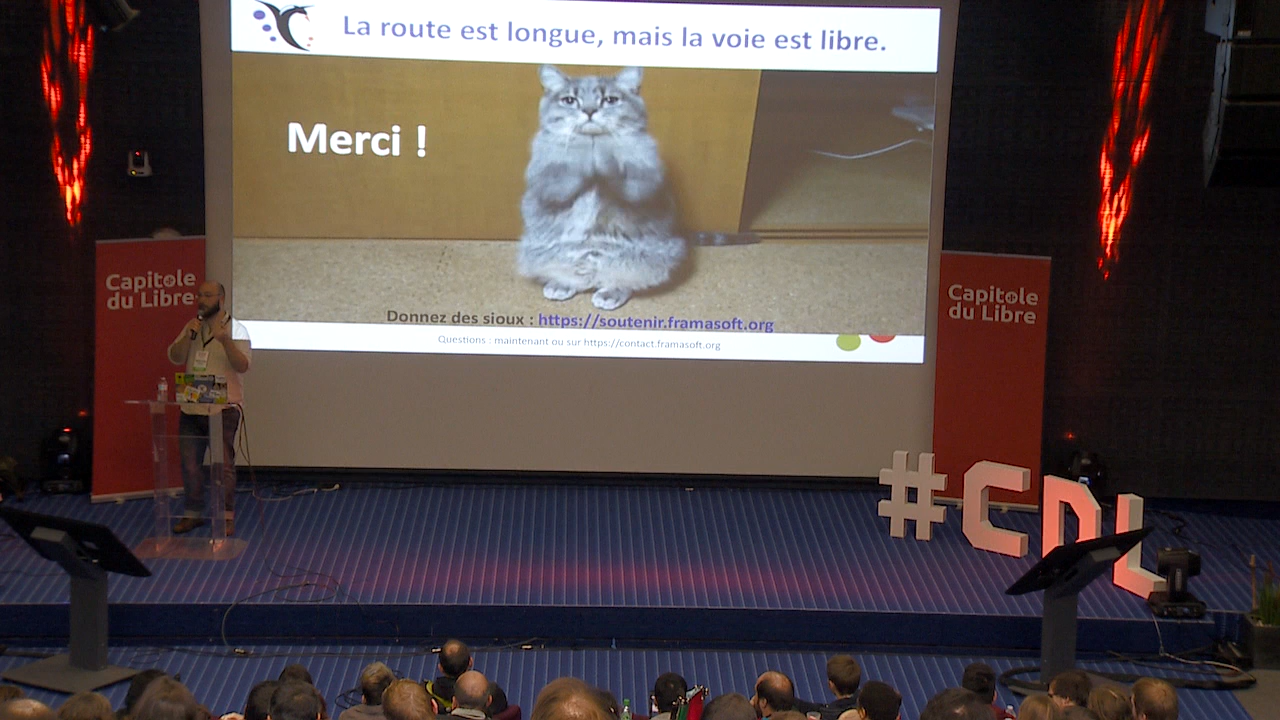 La route est longue, mais la voie est libre.
Merci !
Donnez des sioux : https://soutenir.framasoft.org
Questions : maintenant ou sur https://contact.framasoft.org
Capitole
du Libre
Capitole
du Libre
#CDL